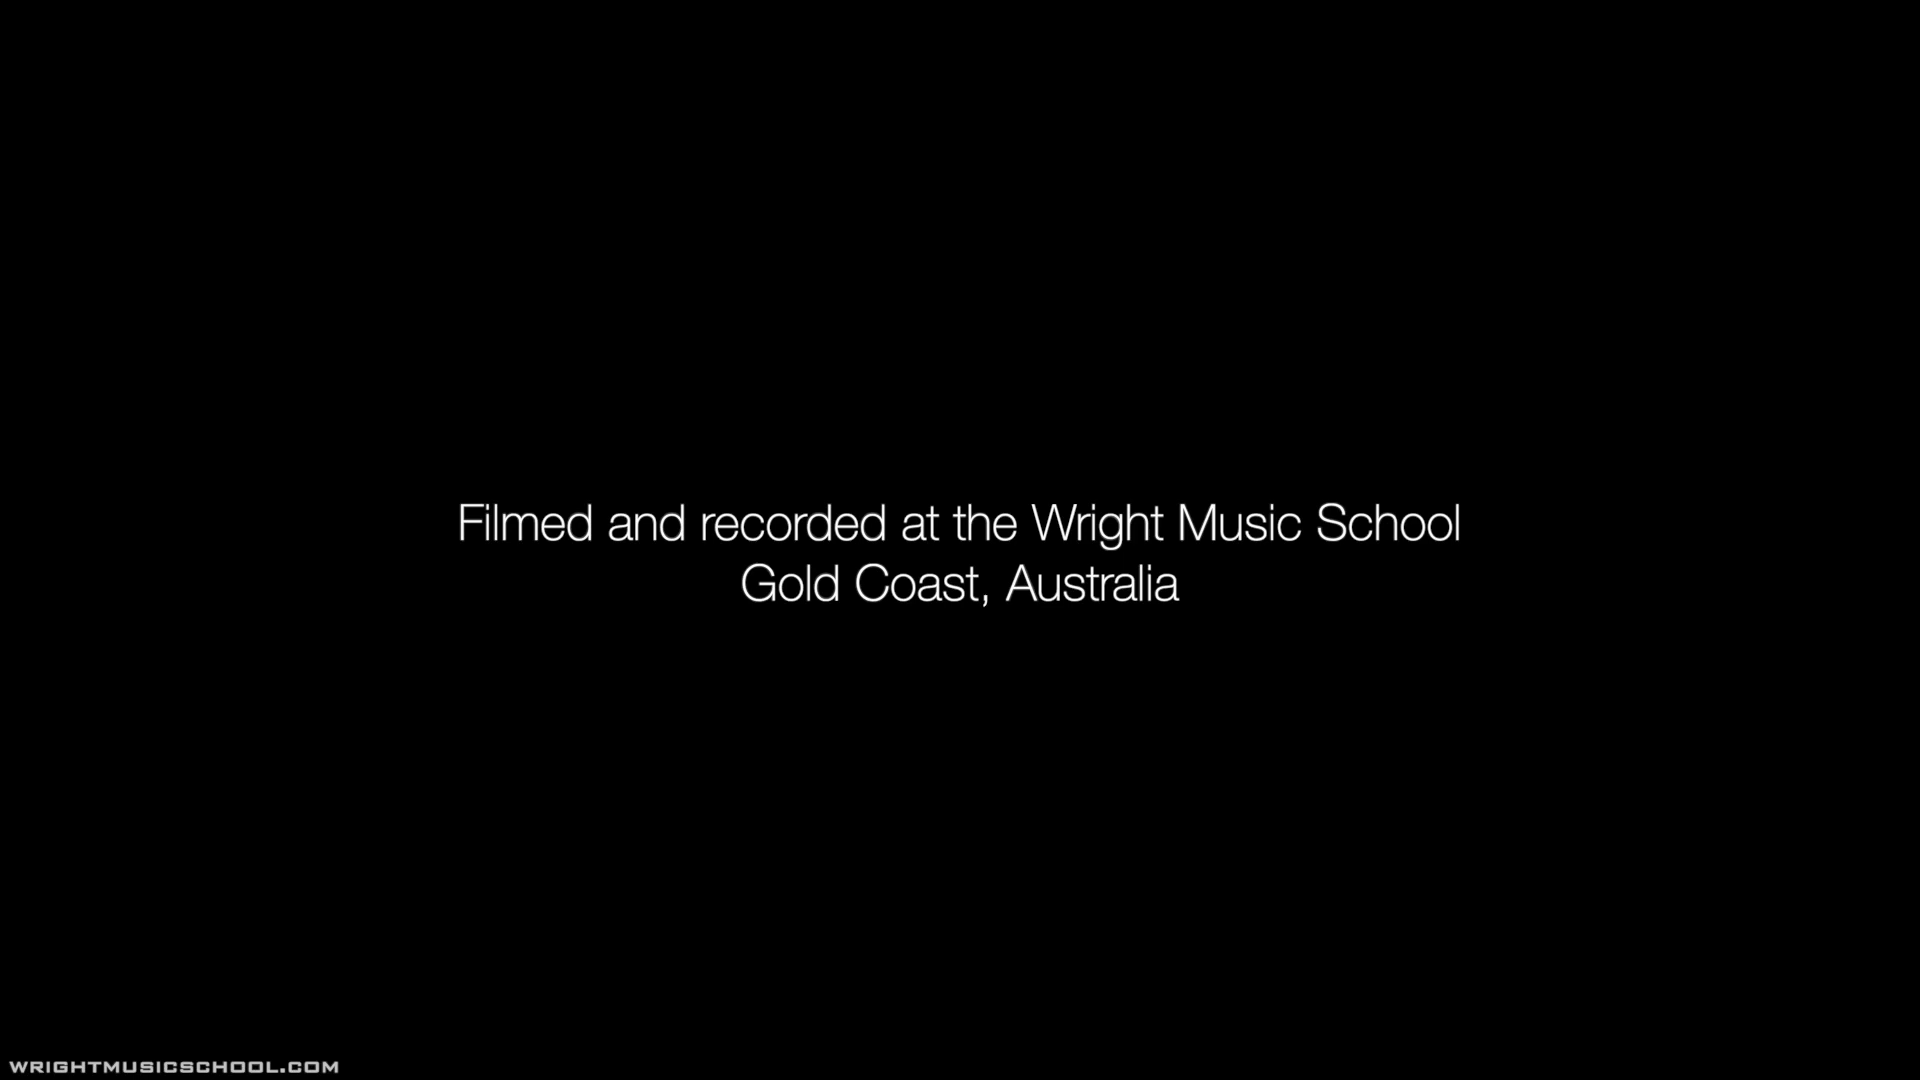 Filmed and recorded at the Wright Music School
Gold Coast, Australia
WRIGHTMUSICSCHOOL.COM